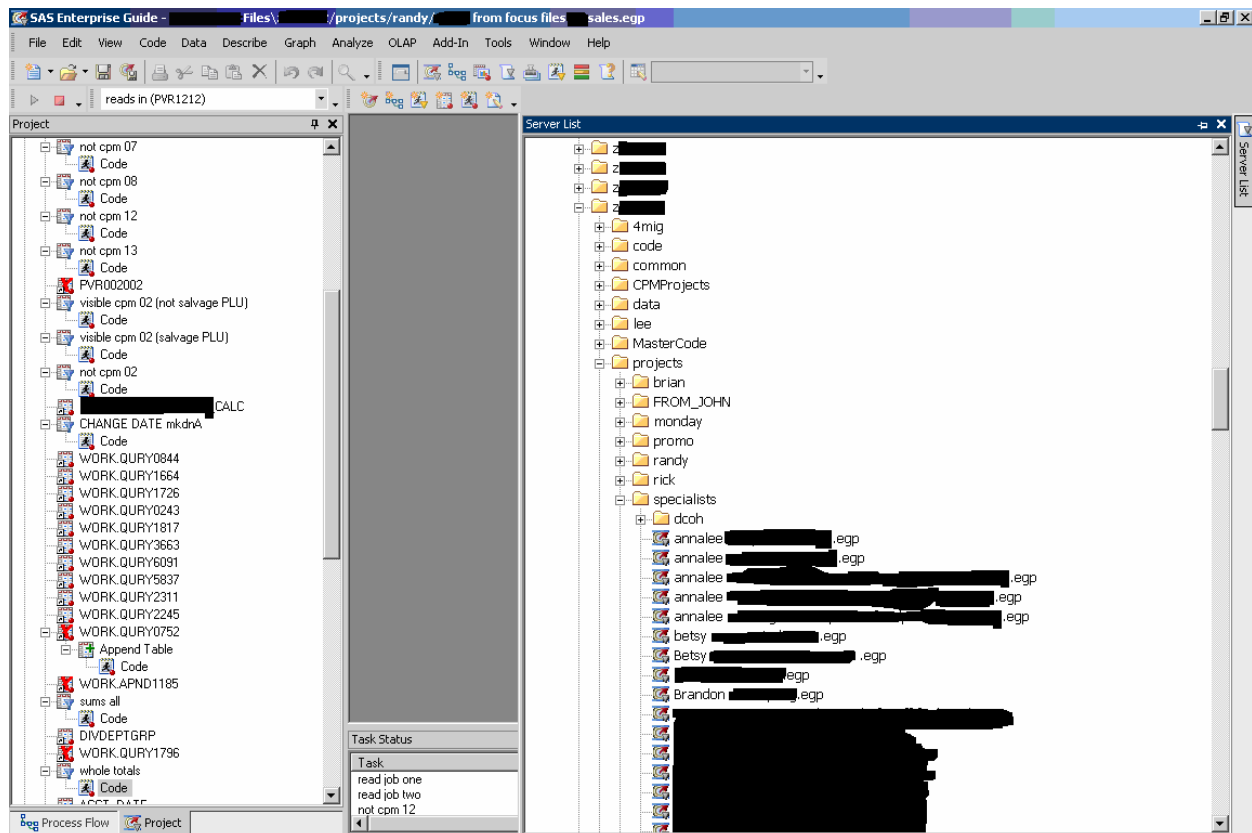 SAS Enterprise Guide - Files\ /projects/randy/ from focus files sales.egp
File Edit View Code Data Describe Graph Analyze OLAP Add-In Tools Window Help
reads in (PVR1212)
Project
not cpm 07
Code
not cpm 08
Code
not cpm 12
Code
not cpm 13
Code
PVR002002
visible cpm 02 (not salvage PLU)
Code
visible cpm 02 (salvage PLU)
Code
not cpm 02
Code
CALC
CHANGE DATE mkdnA
Code
WORK.QURY0844
WORK.QURY1664
WORK.QURY1726
WORK.QURY0243
WORK.QURY1817
WORK.QURY3663
WORK.QURY6091
WORK.QURY5837
WORK.QURY2311
WORK.QURY2245
WORK.QURY0752
Append Table
Code
WORK.APND1185
sums all
Code
DIVDEPTGRP
WORK.QURY1796
whole totals
Code
Process Flow Project
Task Status
Task
read job one
read job two
not cpm 12
Server List
z
z
z
z
4mig
code
common
CPMProjects
data
lee
MasterCode
projects
brian
FROM_JOHN
monday
promo
randy
rick
specialists
dcoh
annalee .egp
annalee .egp
annalee .egp
annalee .egp
annalee .egp
betsy .egp
Betsy .egp
egp
Brandon .egp
Server List